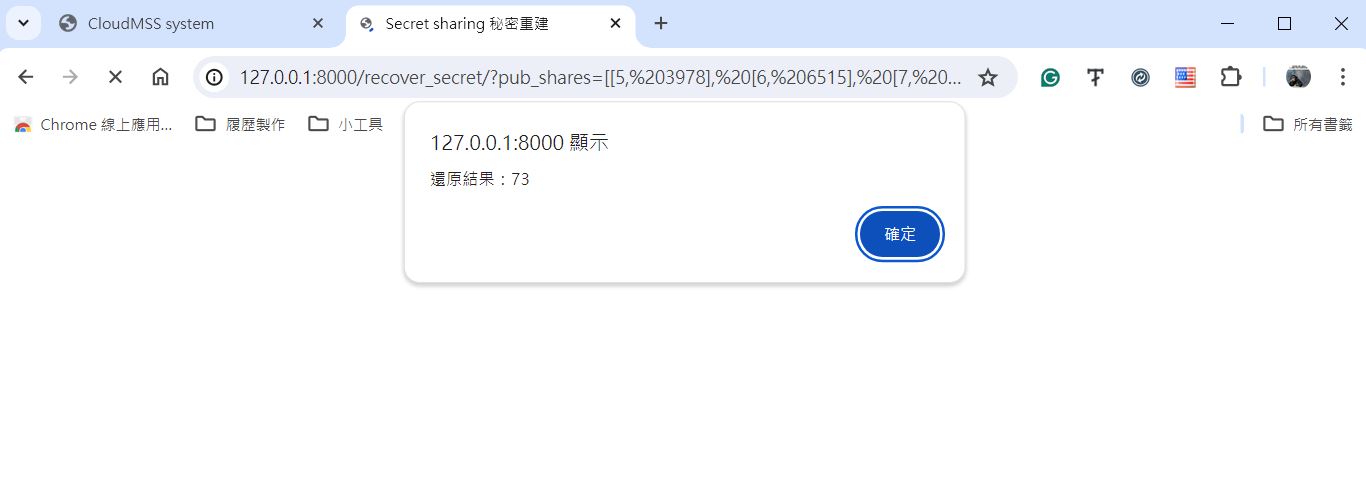 CloudMSS system
Secret sharing 秘密重建
127.0.0.1:8000/recover_secret/?pub_shares=[[5,%203978],%20[6,%206515],%20[7,%20...
Chrome 線上應用...
履歷製作
小工具
所有書籤
127.0.0.1:8000 顯示
還原結果：73
確定